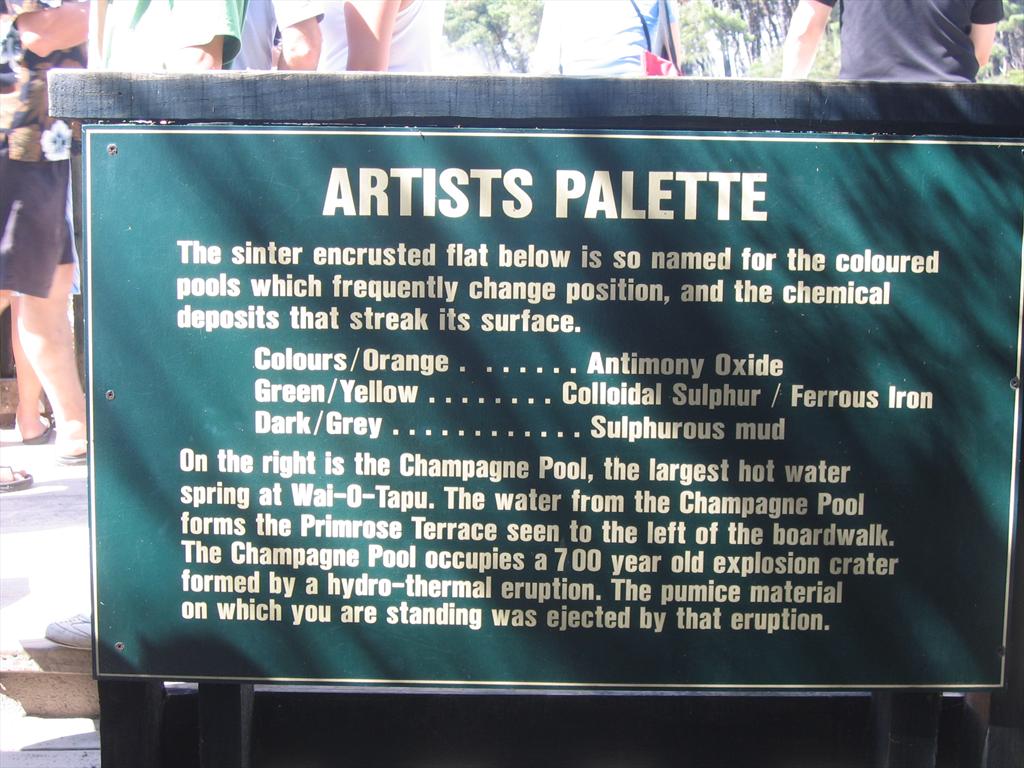 ARTISTS PALETTE
The sinter encrusted flat below is so named for the coloured
pools which frequently change position, and the chemical
deposits that streak its surface.
Colours/Orange . . . . . . . Antimony Oxide
Green/Yellow . . . . . . . . Colloidal Sulphur / Ferrous Iron
Dark/Grey . . . . . . . . . . . . Sulphurous mud
On the right is the Champagne Pool, the largest hot water
spring at Wai-O-Tapu. The water from the Champagne Pool
forms the Primrose Terrace seen to the left of the boardwalk.
The Champagne Pool occupies a 700 year old explosion crater
formed by a hydro-thermal eruption. The pumice material
on which you are standing was ejected by that eruption.